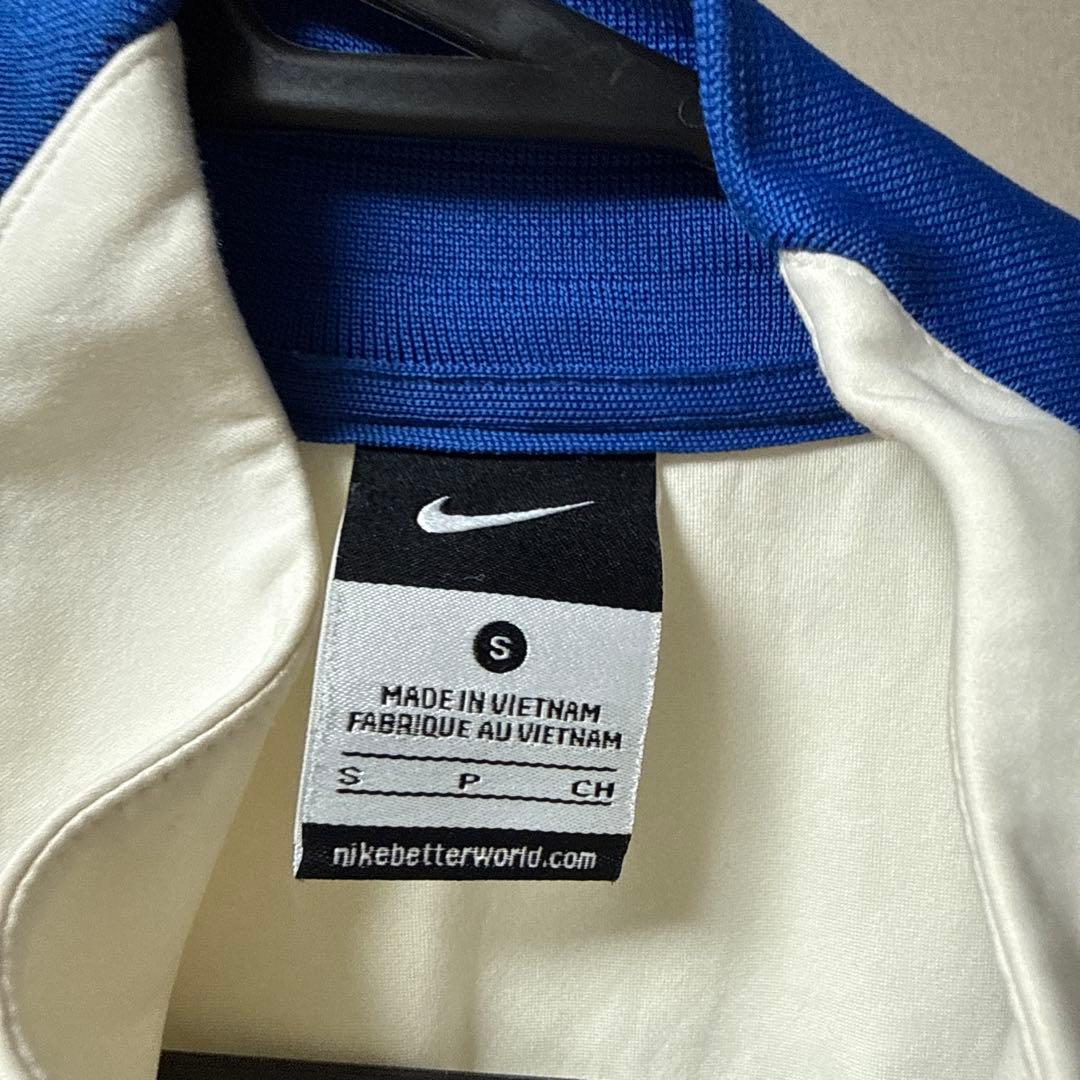 S
MADE IN VIETNAM
FABRIQUE AU VIETNAM
S P CH
nikebetterworld.com